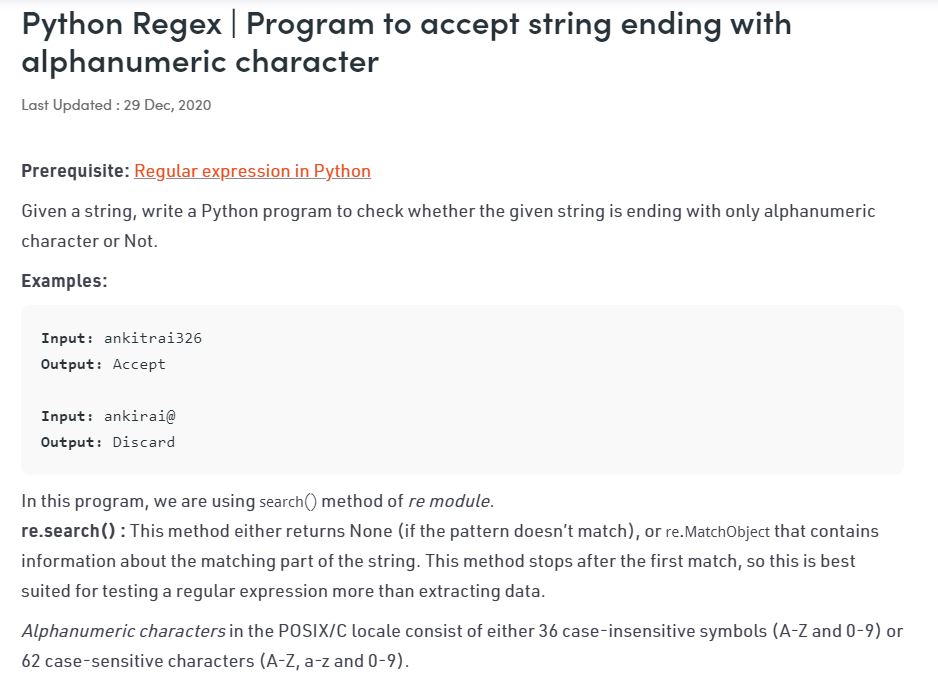 Python Regex | Program to accept string ending with
alphanumeric character
Last Updated : 29 Dec, 2020
Prerequisite: Regular expression in Python
Given a string, write a Python program to check whether the given string is ending with only alphanumeric
character or Not.
Examples:
Input: ankitrai326
Output: Accept
Input: ankirai@
Output: Discard
In this program, we are using search() method of re module.
re.search() : This method either returns None (if the pattern doesn’t match), or re.MatchObject that contains
information about the matching part of the string. This method stops after the first match, so this is best
suited for testing a regular expression more than extracting data.
Alphanumeric characters in the POSIX/C locale consist of either 36 case-insensitive symbols (A-Z and 0-9) or
62 case-sensitive characters (A-Z, a-z and 0-9).